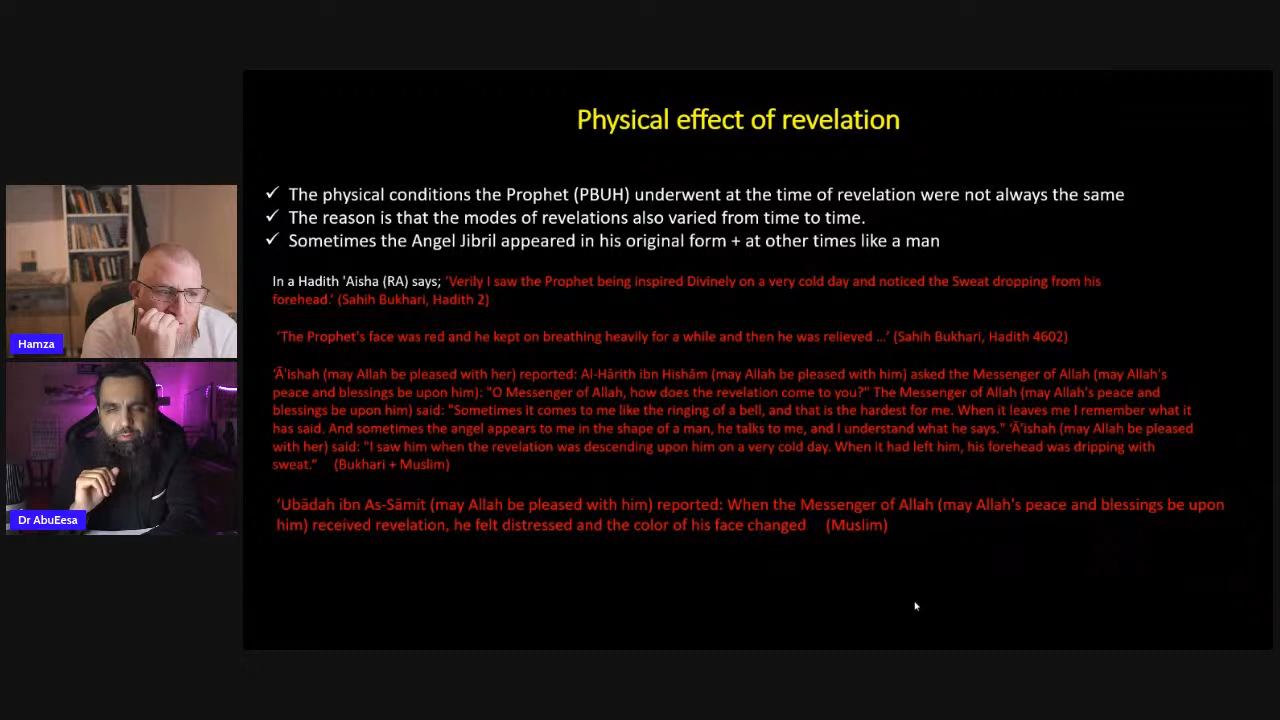 Physical effect of revelation
✓ The physical conditions the Prophet (PBUH) underwent at the time of revelation were not always the same
✓ The reason is that the modes of revelations also varied from time to time.
✓ Sometimes the Angel Jibril appeared in his original form + at other times like a man
In a Hadith 'Aisha (RA) says; 'Verily I saw the Prophet being inspired Divinely on a very cold day and noticed the Sweat dropping from his
forehead.' (Sahih Bukhari, Hadith 2)
'The Prophet's face was red and he kept on breathing heavily for a while and then he was relieved …' (Sahih Bukhari, Hadith 4602)
'Ā'ishah (may Allah be pleased with her) reported: Al-Hārith ibn Hishām (may Allah be pleased with him) asked the Messenger of Allah (may Allah's
peace and blessings be upon him): "O Messenger of Allah, how does the revelation come to you?" The Messenger of Allah (may Allah's peace and
blessings be upon him) said: "Sometimes it comes to me like the ringing of a bell, and that is the hardest for me. When it leaves me I remember what it
has said. And sometimes the angel appears to me in the shape of a man, he talks to me, and I understand what he says." 'Ā'ishah (may Allah be pleased
with her) said: "I saw him when the revelation was descending upon him on a very cold day. When it had left him, his forehead was dripping with
sweat." (Bukhari + Muslim)
'Ubādah ibn As-Sāmit (may Allah be pleased with him) reported: When the Messenger of Allah (may Allah's peace and blessings be upon
him) received revelation, he felt distressed and the color of his face changed (Muslim)
Hamza
Dr AbuEesa